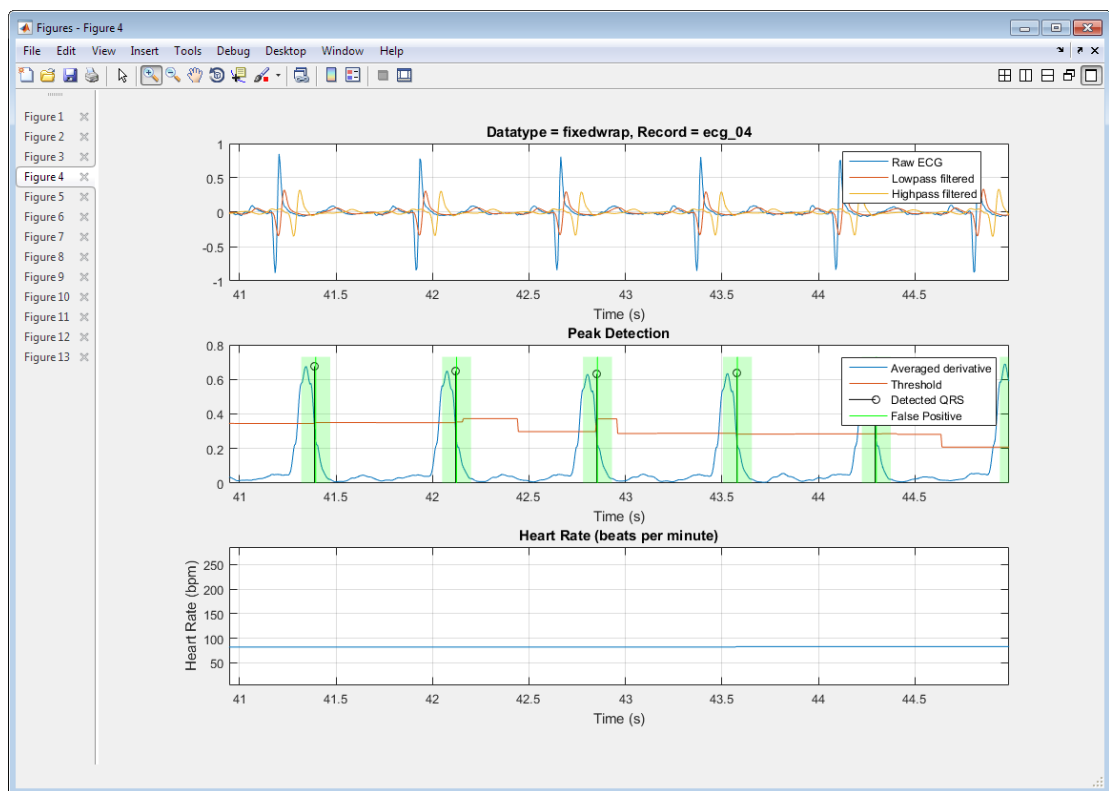 Figures - Figure 4
File Edit View Insert Tools Debug Desktop Window Help
Figure 1
Figure 2
Figure 3
Figure 4
Figure 5
Figure 6
Figure 7
Figure 8
Figure 9
Figure 10
Figure 11
Figure 12
Figure 13
Datatype = fixedwrap, Record = ecg_04
1
0.5
0
-0.5
-1
Raw ECG
Lowpass filtered
Highpass filtered
41 41.5 42 42.5 43 43.5 44 44.5
Time (s)
Peak Detection
0.8
0.6
0.4
0.2
0
Averaged derivative
Threshold
Detected QRS
False Positive
41 41.5 42 42.5 43 43.5 44 44.5
Time (s)
Heart Rate (beats per minute)
Heart Rate (bpm)
250
200
150
100
50
41 41.5 42 42.5 43 43.5 44 44.5
Time (s)